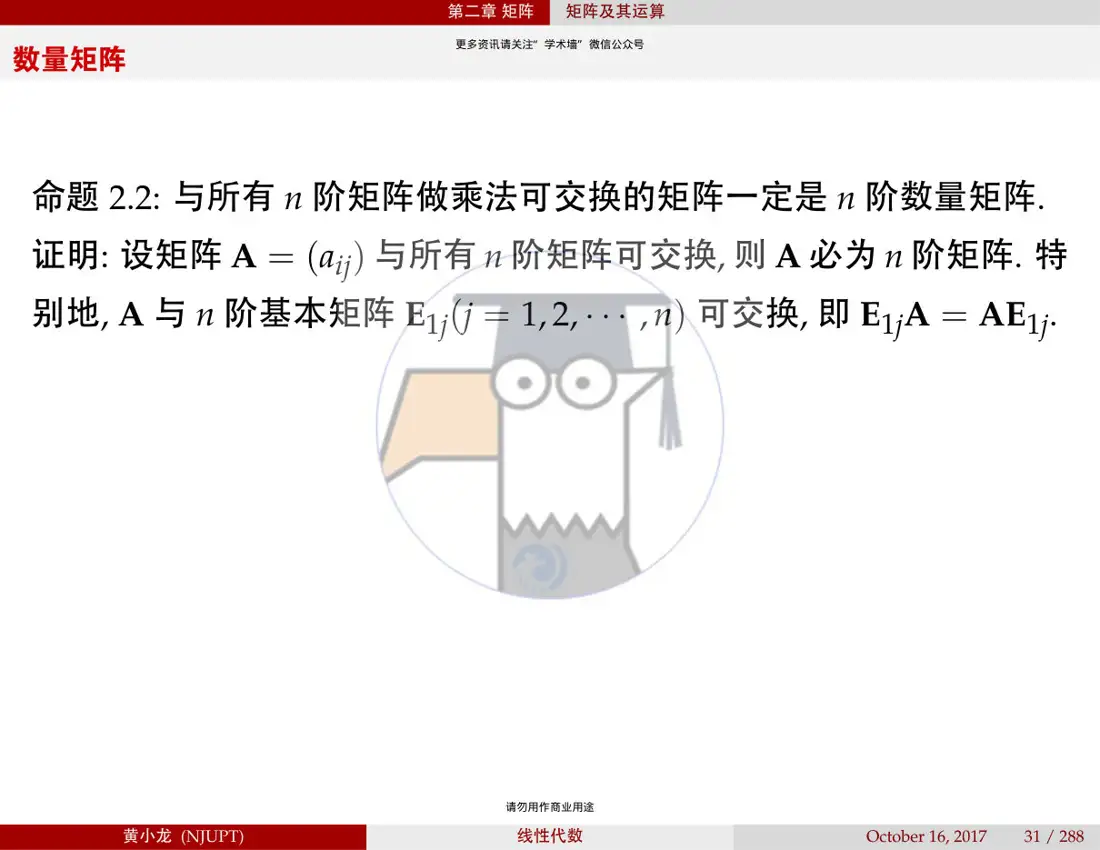 第二章 矩阵 矩阵及其运算
数量矩阵
更多资讯请关注“学术墙”微信公众号
命题 2.2: 与所有 n 阶矩阵做乘法可交换的矩阵一定是 n 阶数量矩阵.
证明: 设矩阵 A = (aᵢⱼ) 与所有 n 阶矩阵可交换, 则 A 必为 n 阶矩阵. 特
别地, A 与 n 阶基本矩阵 E₁ⱼ(j = 1, 2, ⋯ , n) 可交换, 即 E₁ⱼA = AE₁ⱼ.
请勿用作商业用途
黄小龙 (NJUPT) 线性代数 October 16, 2017 31 / 288